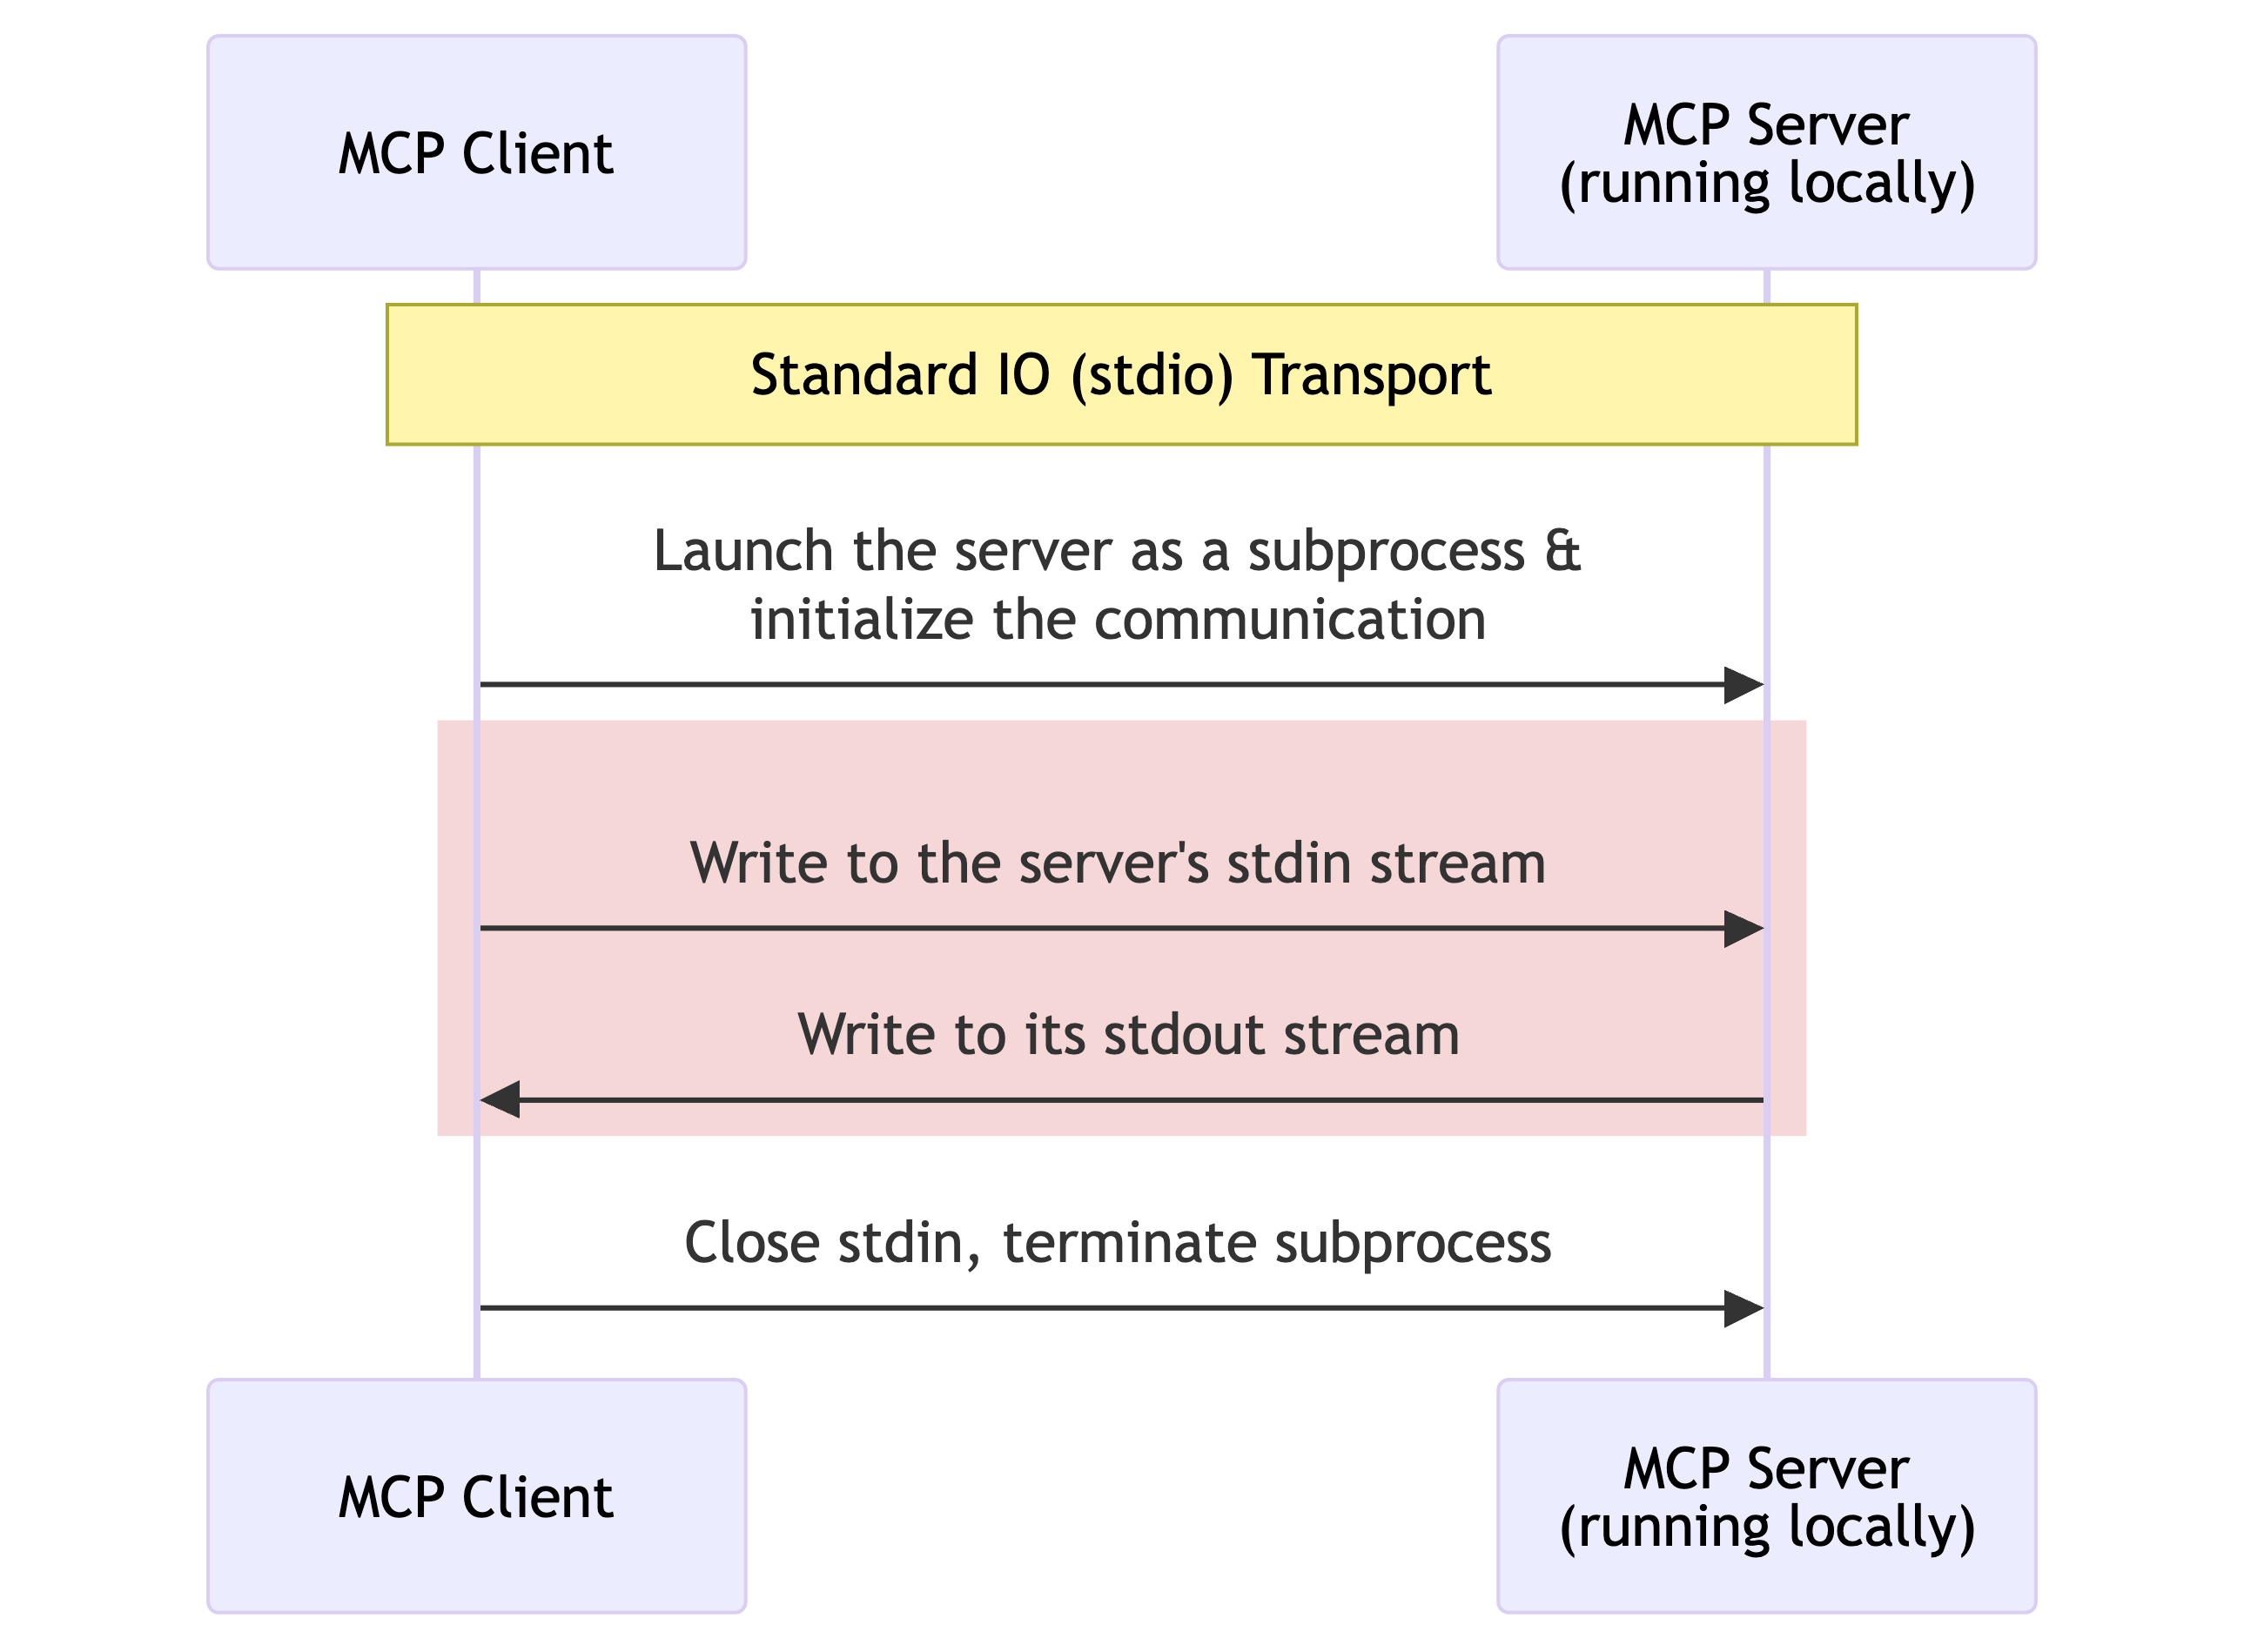 MCP Client
MCP Server
(running locally)
Standard IO (stdio) Transport
Launch the server as a subprocess &
initialize the communication
Write to the server's stdin stream
Write to its stdout stream
Close stdin, terminate subprocess
MCP Client
MCP Server
(running locally)